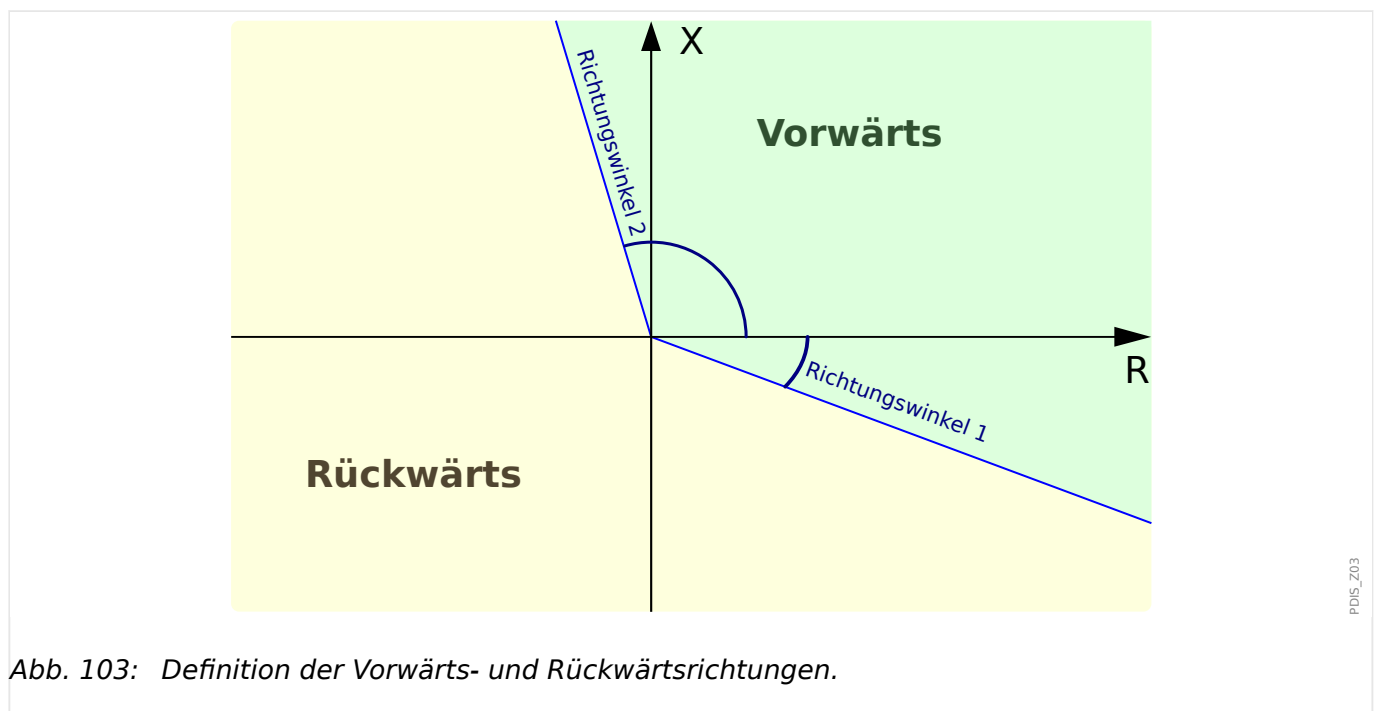 X
Richtungswinkel 2
Vorwärts
R
Richtungswinkel 1
Rückwärts
PDIS_Z03
Abb. 103: Definition der Vorwärts- und Rückwärtsrichtungen.